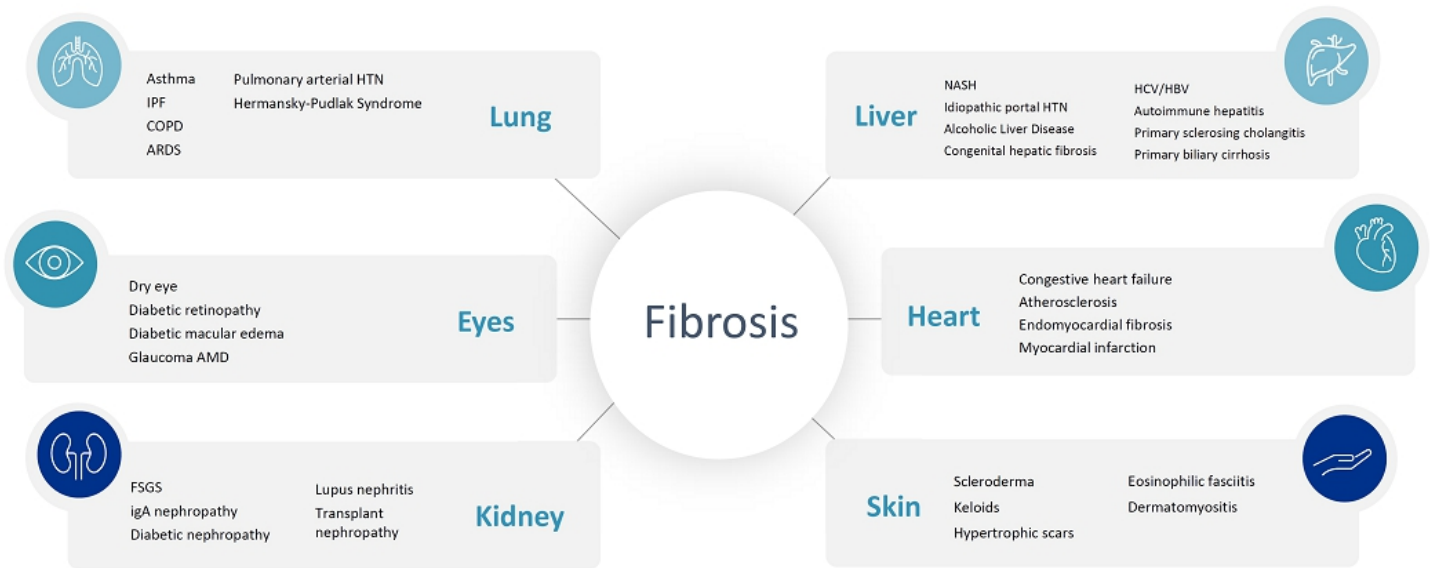 Asthma
IPF
COPD
ARDS
Pulmonary arterial HTN
Hermansky-Pudlak Syndrome
Lung
Liver
NASH
Idiopathic portal HTN
Alcoholic Liver Disease
Congenital hepatic fibrosis
HCV/HBV
Autoimmune hepatitis
Primary sclerosing cholangitis
Primary biliary cirrhosis
Dry eye
Diabetic retinopathy
Diabetic macular edema
Glaucoma AMD
Eyes
Fibrosis
Heart
Congestive heart failure
Atherosclerosis
Endomyocardial fibrosis
Myocardial infarction
FSGS
igA nephropathy
Diabetic nephropathy
Lupus nephritis
Transplant
nephropathy
Kidney
Skin
Scleroderma
Keloids
Hypertrophic scars
Eosinophilic fasciitis
Dermatomyositis